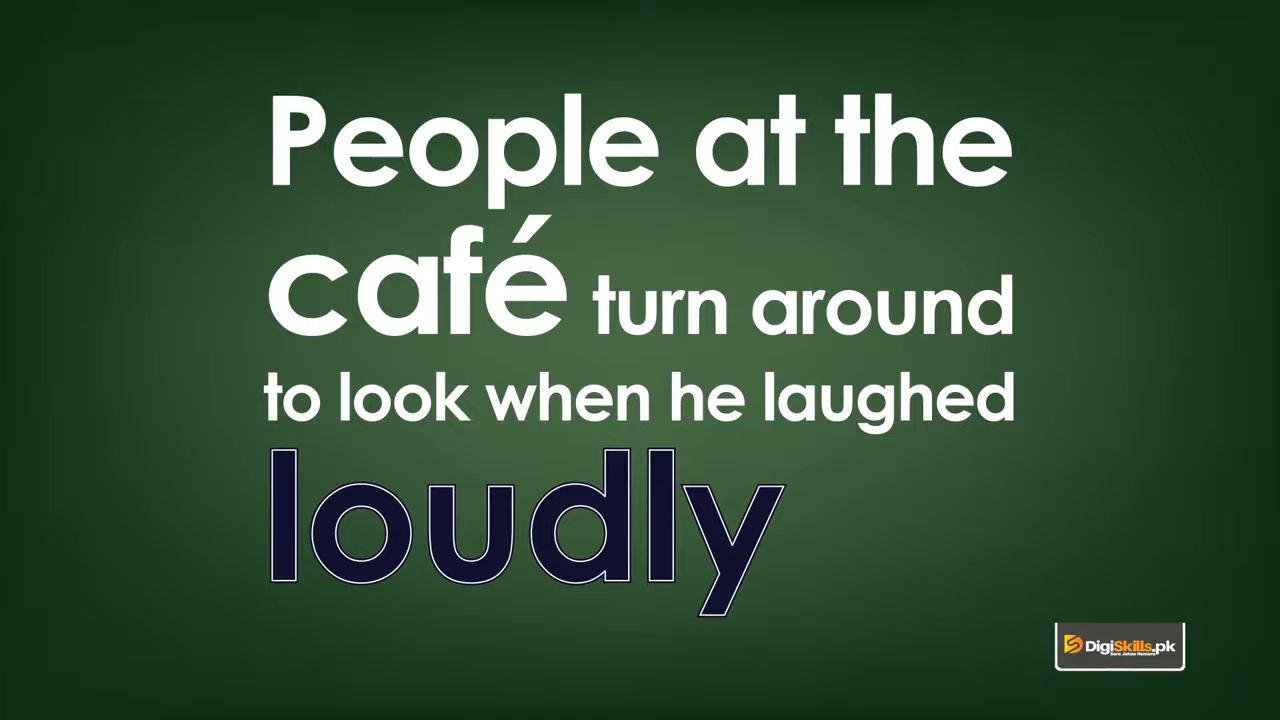 People at the
café turn around
to look when he laughed
loudly
DigiSkills.pk